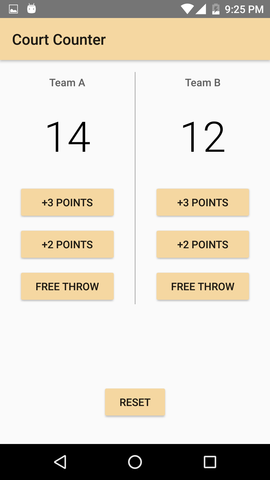 9:25 PM
Court Counter
Team A
Team B
14
12
+3 POINTS
+3 POINTS
+2 POINTS
+2 POINTS
FREE THROW
FREE THROW
RESET